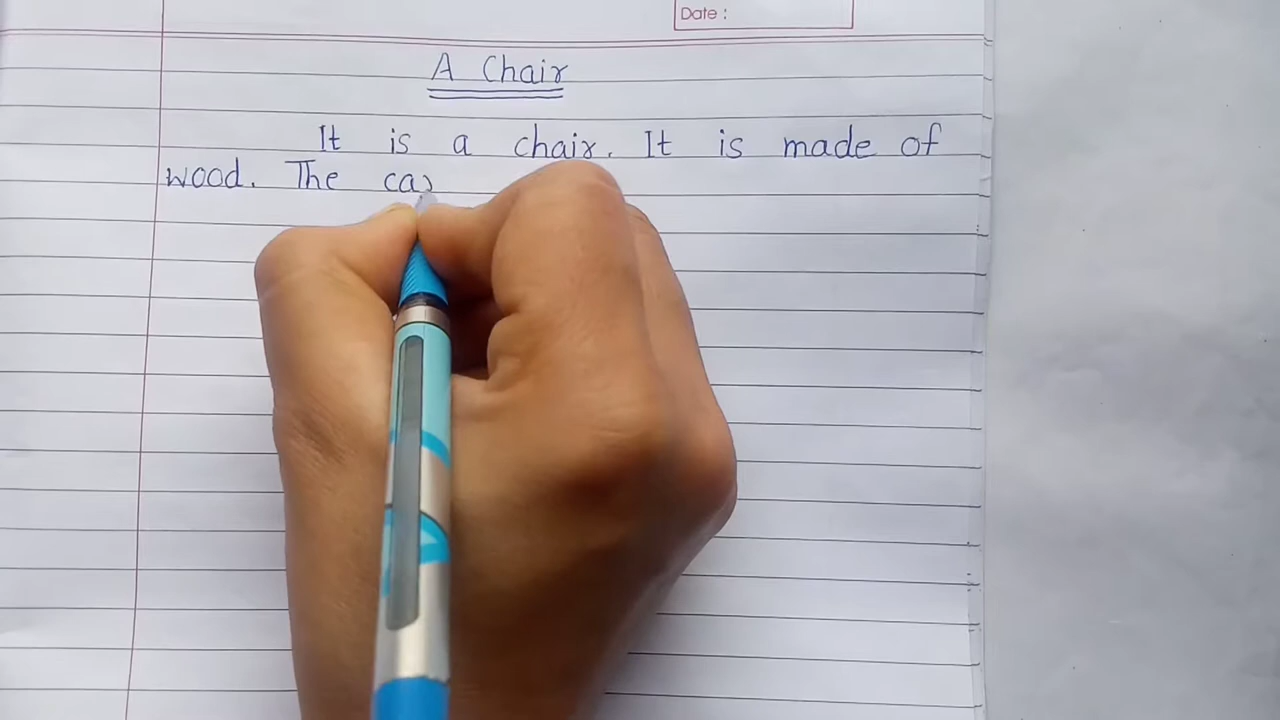 Date :
A Chair
It is a chair. It is made of
wood. The